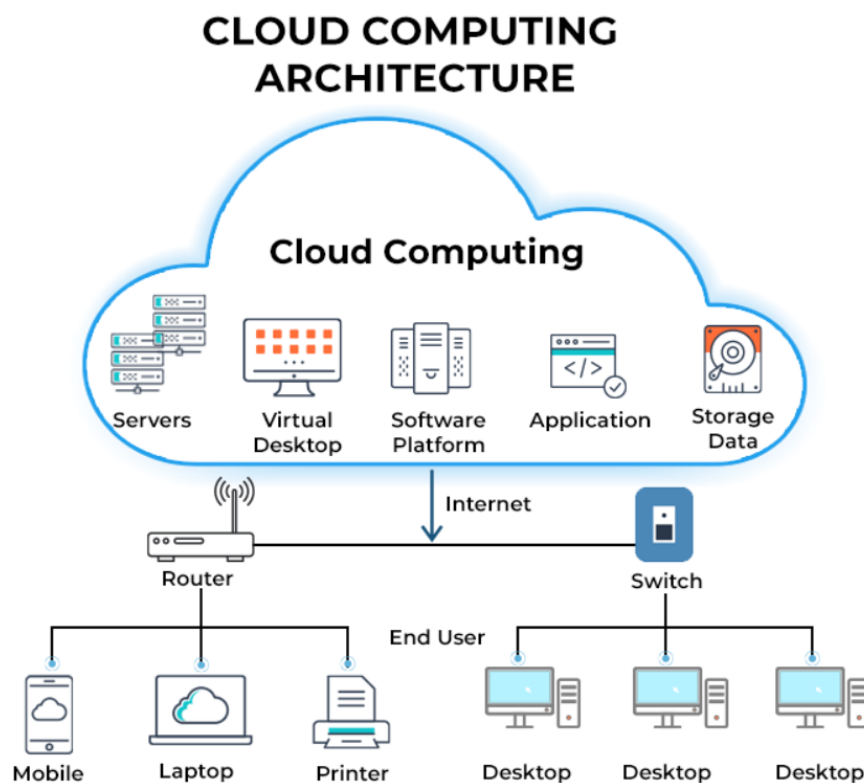 CLOUD COMPUTING
ARCHITECTURE
Cloud Computing
Servers
Virtual
Desktop
Software
Platform
Application
Storage
Data
Internet
Router
Switch
End User
Mobile
Laptop
Printer
Desktop
Desktop
Desktop